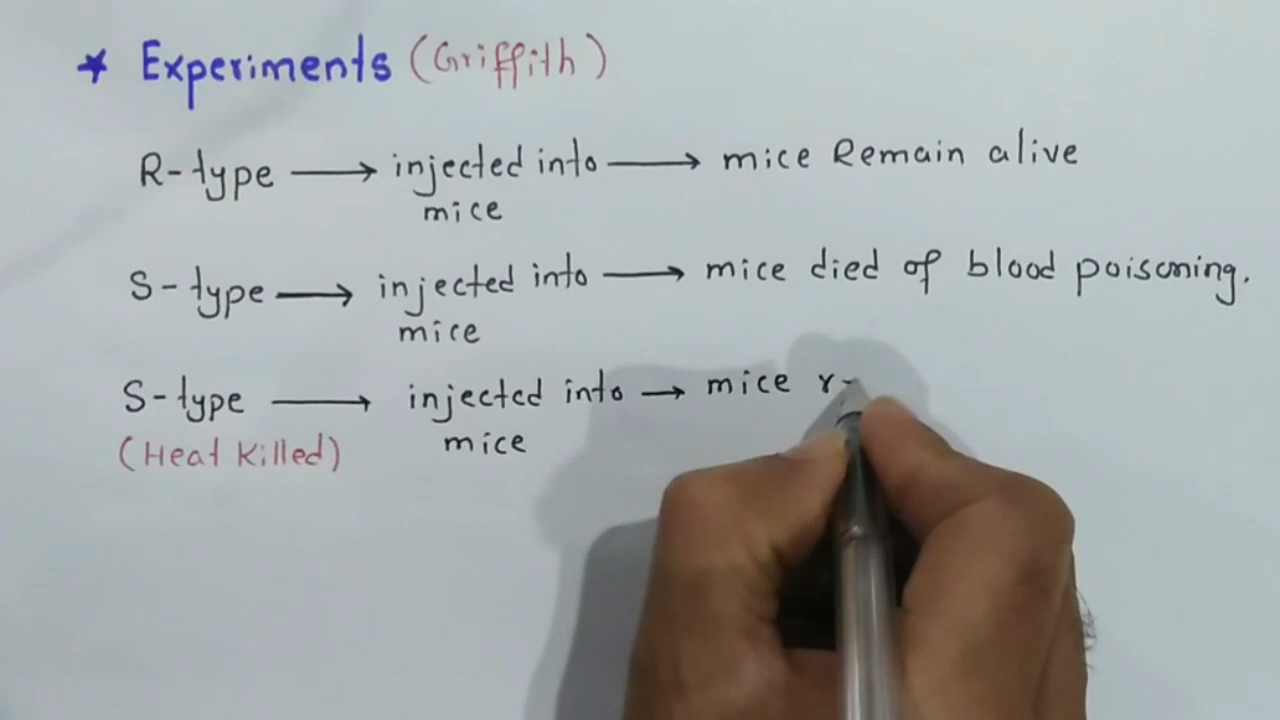 * Experiments (Griffith)
R-type → injected into → mice Remain alive
mice
S-type → injected into → mice died of blood poisoning.
mice
S-type → injected into → mice r
(Heat Killed) mice